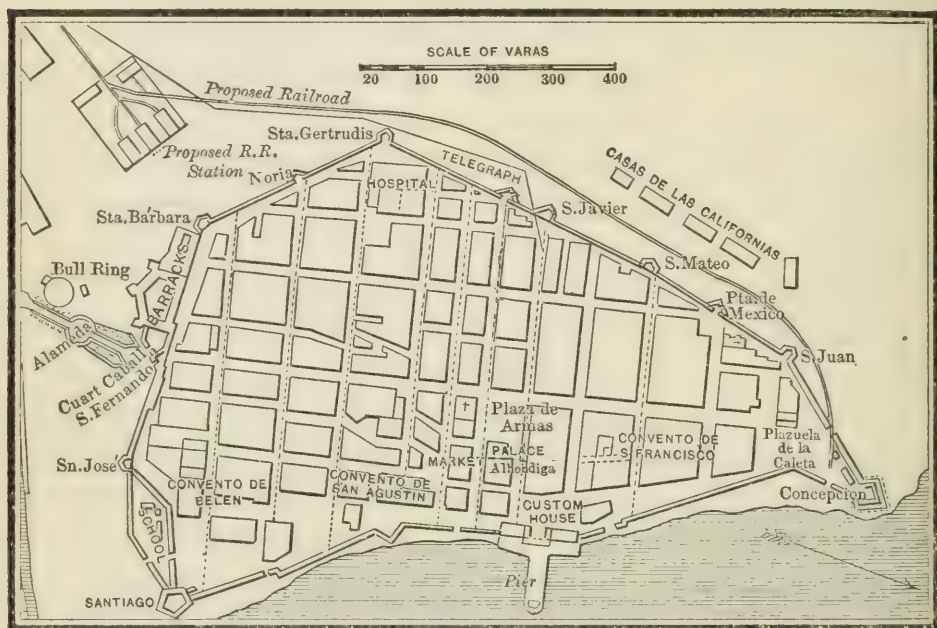 SCALE OF VARAS
20 100 200 300 400
Proposed Railroad
Proposed R.R.
Station
Sta. Gertrudis
Noria
TELEGRAPH
HOSPITAL
CASAS DE LAS CALIFORNIAS
Sta. Bárbara
S. Javier
BARRACKS
Bull Ring
S. Mateo
Pta. de
Mexico
Alameda
S. Juan
Cuart Caball
S. Fernando
Plaza de
Armas
Plazuela
de la
Caleta
CONVENTO DE
S. FRANCISCO
MARKET
PALACE
Alhondiga
Sn. José
CONVENTO DE
BELEN
CONVENTO DE
SAN AGUSTIN
Concepcion
SCHOOL
CUSTOM
HOUSE
SANTIAGO
Pier